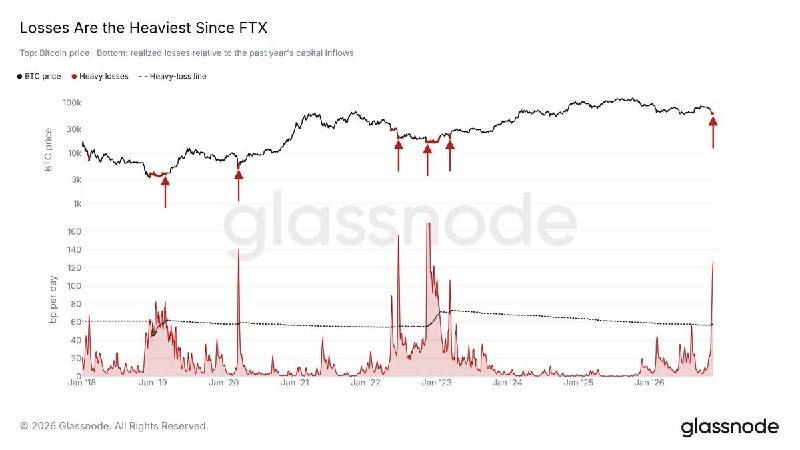 Losses Are the Heaviest Since FTX
Top: Bitcoin price · Bottom: realized losses relative to the past year's capital inflows
BTC price
Heavy losses
Heavy-loss line
BTC price
100k
30k
10k
3k
1k
glassnode
bp per day
160
140
120
100
80
60
40
20
0
Jan '18
Jan '19
Jan '20
Jan '21
Jan '22
Jan '23
Jan '24
Jan '25
Jan '26
© 2026 Glassnode. All Rights Reserved.
glassnode